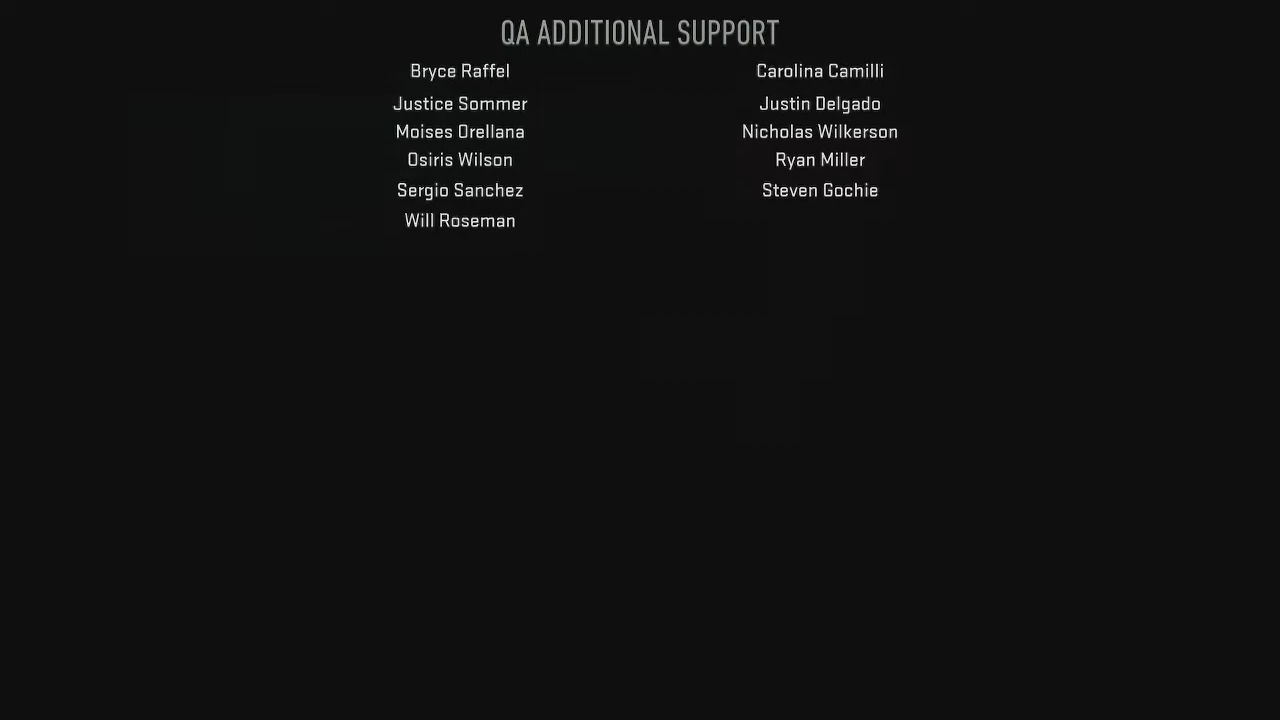 QA ADDITIONAL SUPPORT
Bryce Raffel Carolina Camilli
Justice Sommer Justin Delgado
Moises Orellana Nicholas Wilkerson
Osiris Wilson Ryan Miller
Sergio Sanchez Steven Gochie
Will Roseman